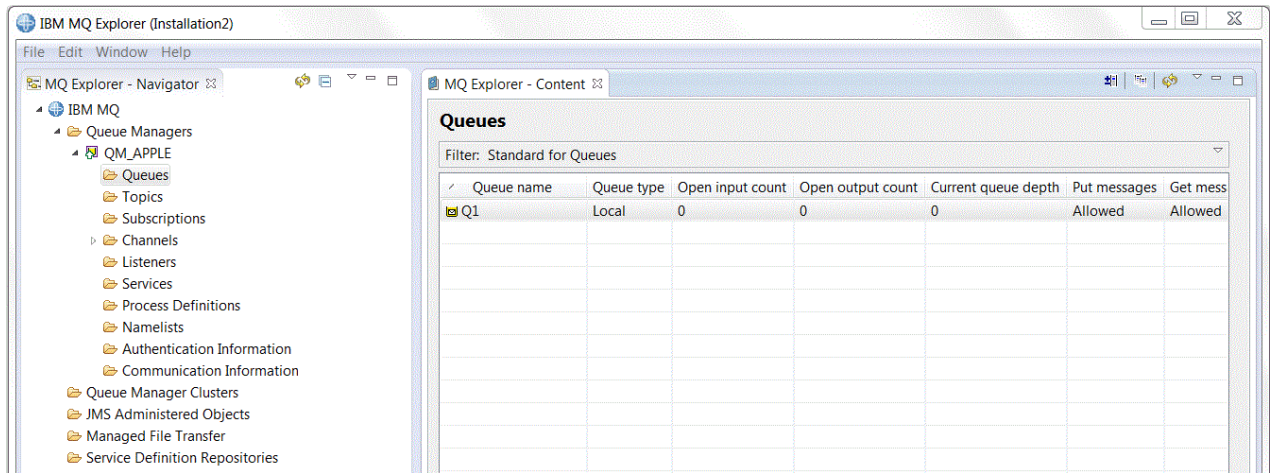 IBM MQ Explorer (Installation2)
File Edit Window Help
MQ Explorer - Navigator
IBM MQ
Queue Managers
QM_APPLE
Queues
Topics
Subscriptions
Channels
Listeners
Services
Process Definitions
Namelists
Authentication Information
Communication Information
Queue Manager Clusters
JMS Administered Objects
Managed File Transfer
Service Definition Repositories
MQ Explorer - Content
Queues
Filter: Standard for Queues
Queue name Queue type Open input count Open output count Current queue depth Put messages Get mess
Q1 Local 0 0 0 Allowed Allowed